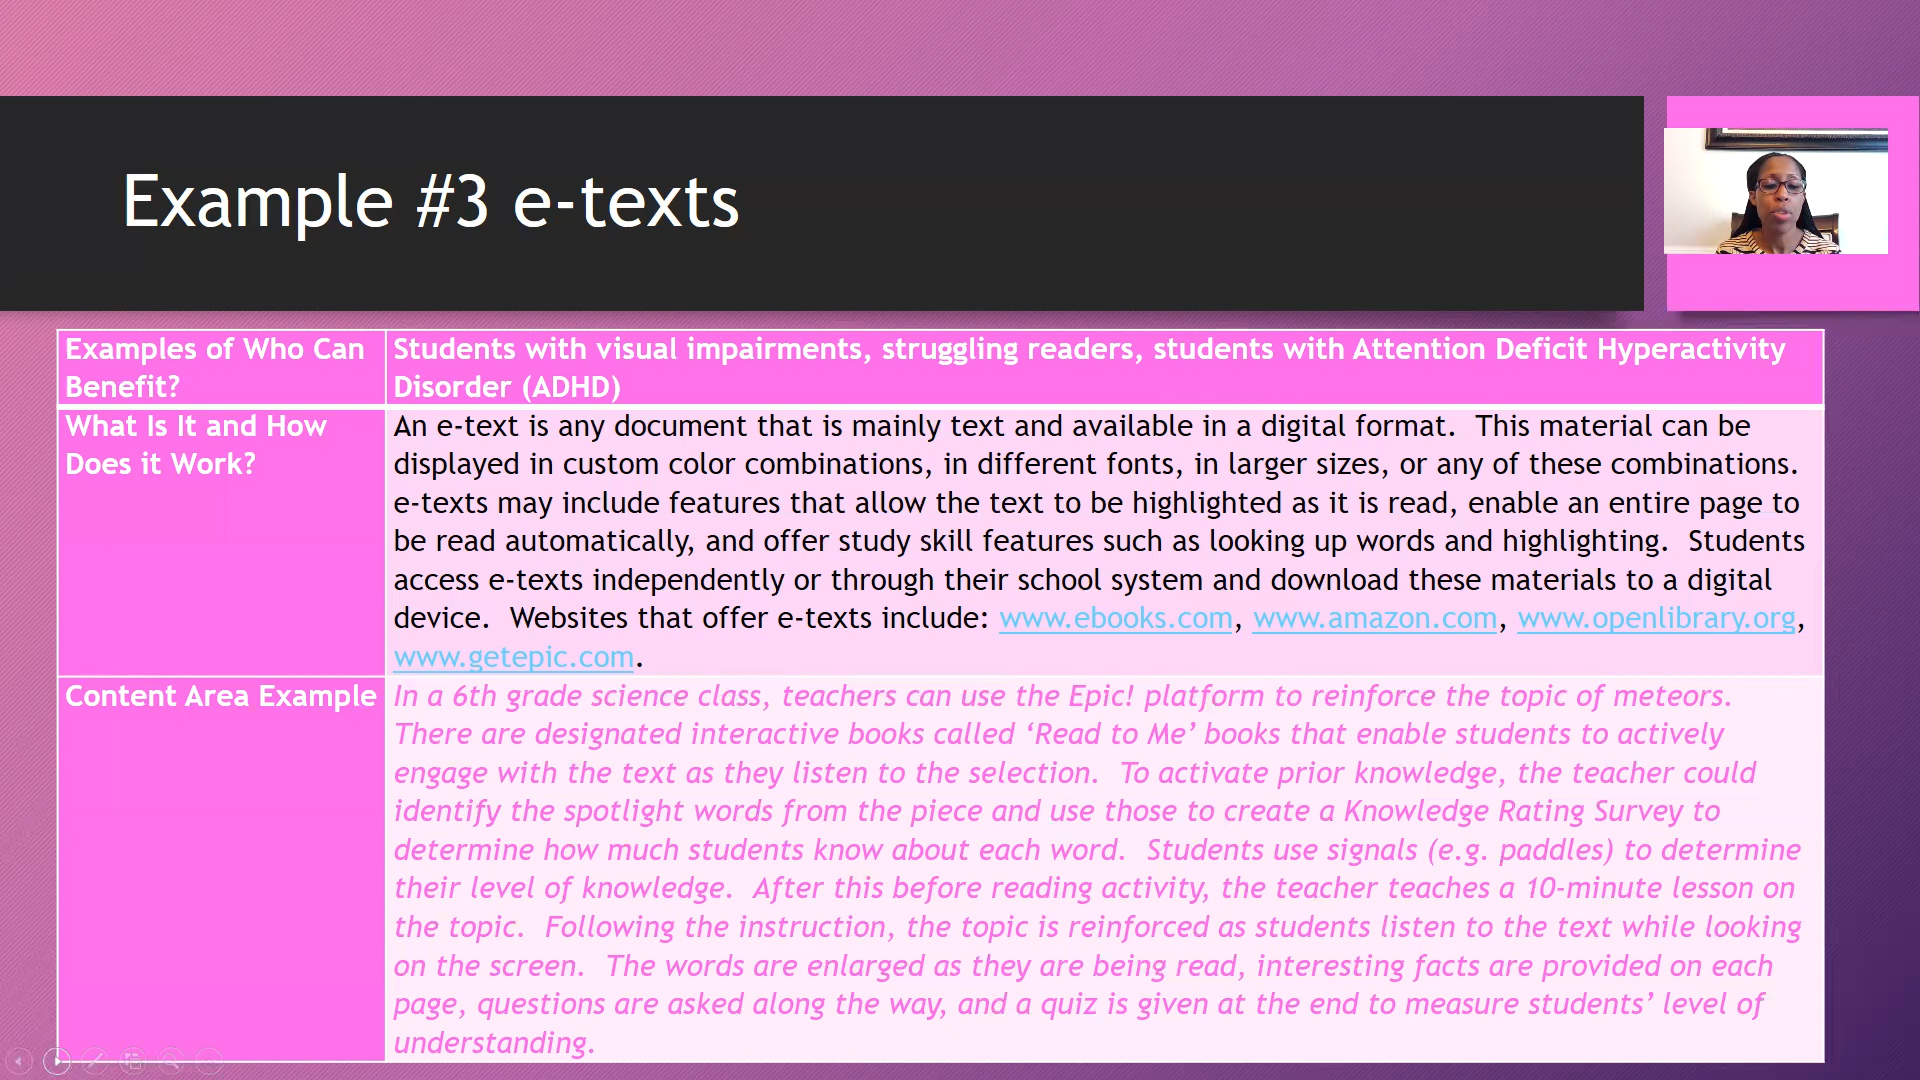 Example #3 e-texts
Examples of Who Can
Benefit?
Students with visual impairments, struggling readers, students with Attention Deficit Hyperactivity
Disorder (ADHD)
What Is It and How
Does it Work?
An e-text is any document that is mainly text and available in a digital format.  This material can be
displayed in custom color combinations, in different fonts, in larger sizes, or any of these combinations.
e-texts may include features that allow the text to be highlighted as it is read, enable an entire page to
be read automatically, and offer study skill features such as looking up words and highlighting.  Students
access e-texts independently or through their school system and download these materials to a digital
device.  Websites that offer e-texts include: www.ebooks.com, www.amazon.com, www.openlibrary.org,
www.getepic.com.
Content Area Example
In a 6th grade science class, teachers can use the Epic! platform to reinforce the topic of meteors.
There are designated interactive books called ‘Read to Me’ books that enable students to actively
engage with the text as they listen to the selection.  To activate prior knowledge, the teacher could
identify the spotlight words from the piece and use those to create a Knowledge Rating Survey to
determine how much students know about each word.  Students use signals (e.g. paddles) to determine
their level of knowledge.  After this before reading activity, the teacher teaches a 10-minute lesson on
the topic.  Following the instruction, the topic is reinforced as students listen to the text while looking
on the screen.  The words are enlarged as they are being read, interesting facts are provided on each
page, questions are asked along the way, and a quiz is given at the end to measure students’ level of
understanding.